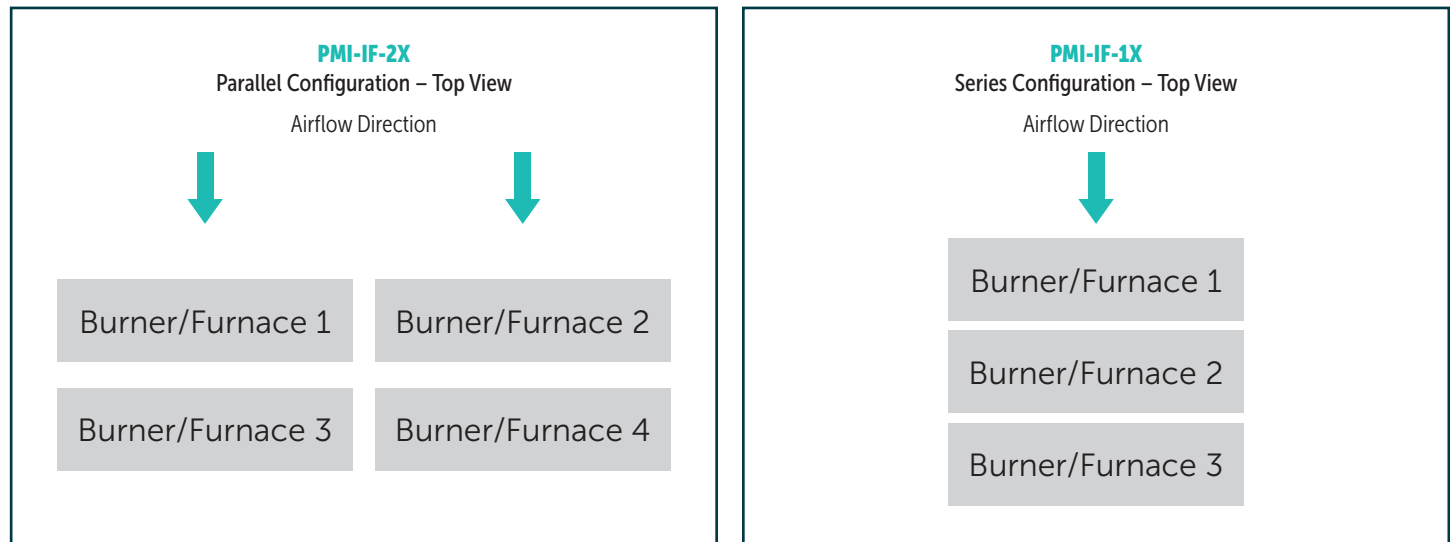 PMI-IF-2X
Parallel Configuration – Top View
Airflow Direction
Burner/Furnace 1
Burner/Furnace 2
Burner/Furnace 3
Burner/Furnace 4
PMI-IF-1X
Series Configuration – Top View
Airflow Direction
Burner/Furnace 1
Burner/Furnace 2
Burner/Furnace 3